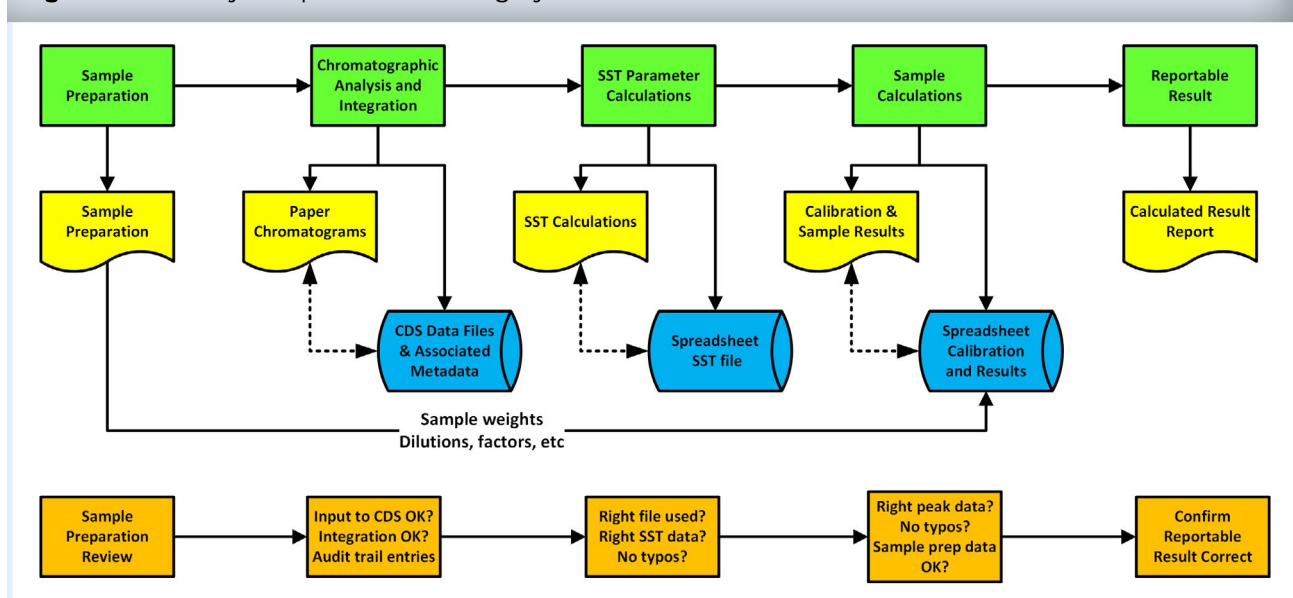 Sample
Preparation
Chromatographic
Analysis and
Integration
SST Parameter
Calculations
Sample
Calculations
Reportable
Result
Sample
Preparation
Paper
Chromatograms
SST Calculations
Calibration &
Sample Results
Calculated Result
Report
CDS Data Files
& Associated
Metadata
Spreadsheet
SST file
Spreadsheet
Calibration
and Results
Sample weights
Dilutions, factors, etc
Sample
Preparation
Review
Input to CDS OK?
Integration OK?
Audit trail entries
Right file used?
Right SST data?
No typos?
Right peak data?
No typos?
Sample prep data
OK?
Confirm
Reportable
Result Correct